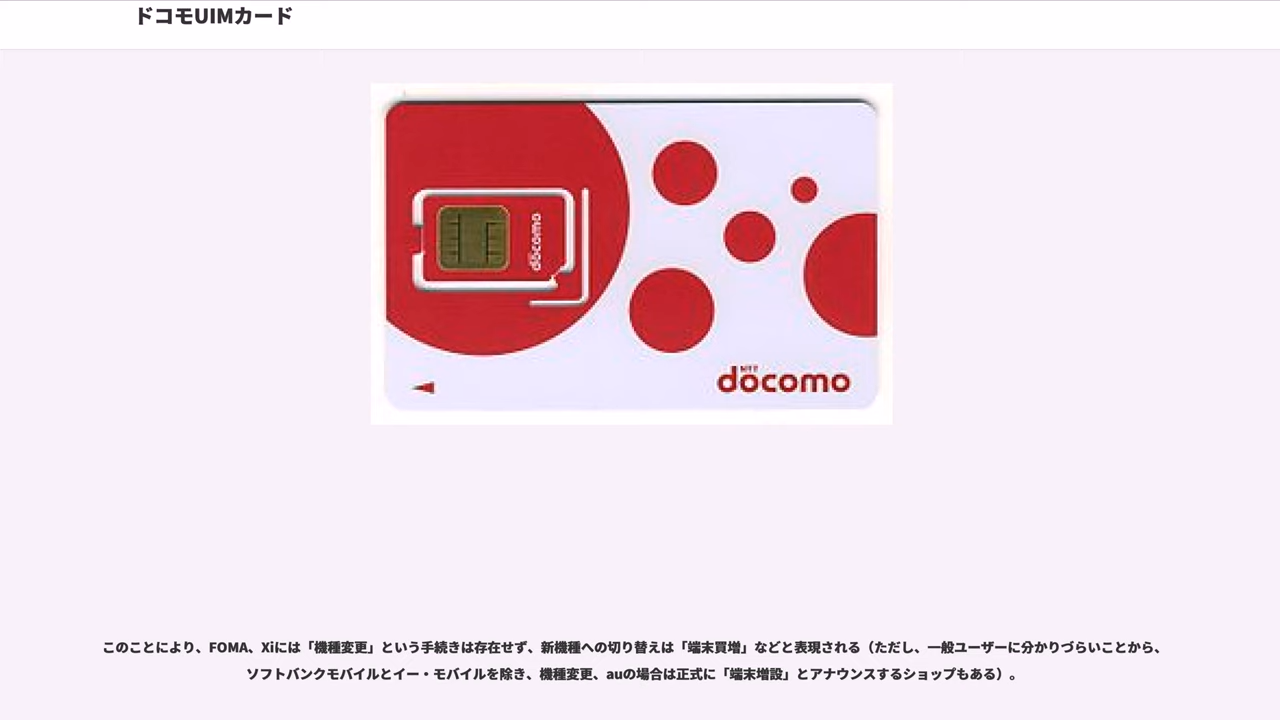 ドコモUIMカード
docomo
NTT
docomo
このことにより、FOMA、Xiには「機種変更」という手続きは存在せず、新機種への切り替えは「端末買増」などと表現される（ただし、一般ユーザーに分かりづらいことから、
ソフトバンクモバイルとイー・モバイルを除き、機種変更、auの場合は正式に「端末増設」とアナウンスするショップもある）。